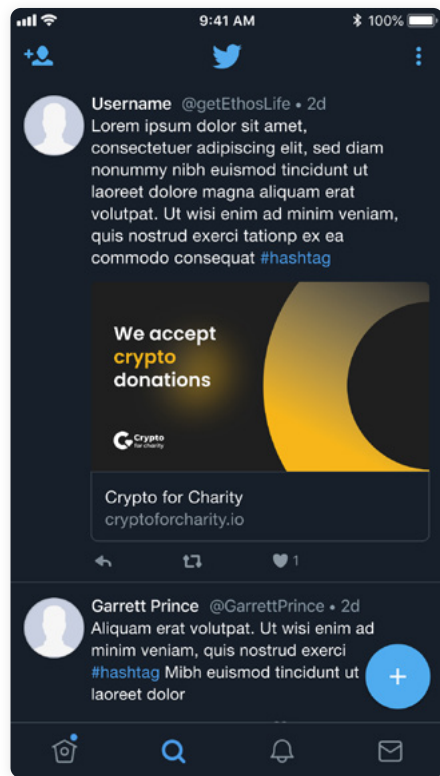 9:41 AM
100%
Username @getEthosLife • 2d
Lorem ipsum dolor sit amet,
consectetuer adipiscing elit, sed diam
nonummy nibh euismod tincidunt ut
laoreet dolore magna aliquam erat
volutpat. Ut wisi enim ad minim veniam,
quis nostrud exerci tationp ex ea
commodo consequat #hashtag
We accept
crypto
donations
Crypto
for charity
Crypto for Charity
cryptoforcharity.io
1
Garrett Prince @GarrettPrince • 2d
Aliquam erat volutpat. Ut wisi enim ad
minim veniam, quis nostrud exerci
#hashtag Mibh euismod tincidunt ut
laoreet dolor